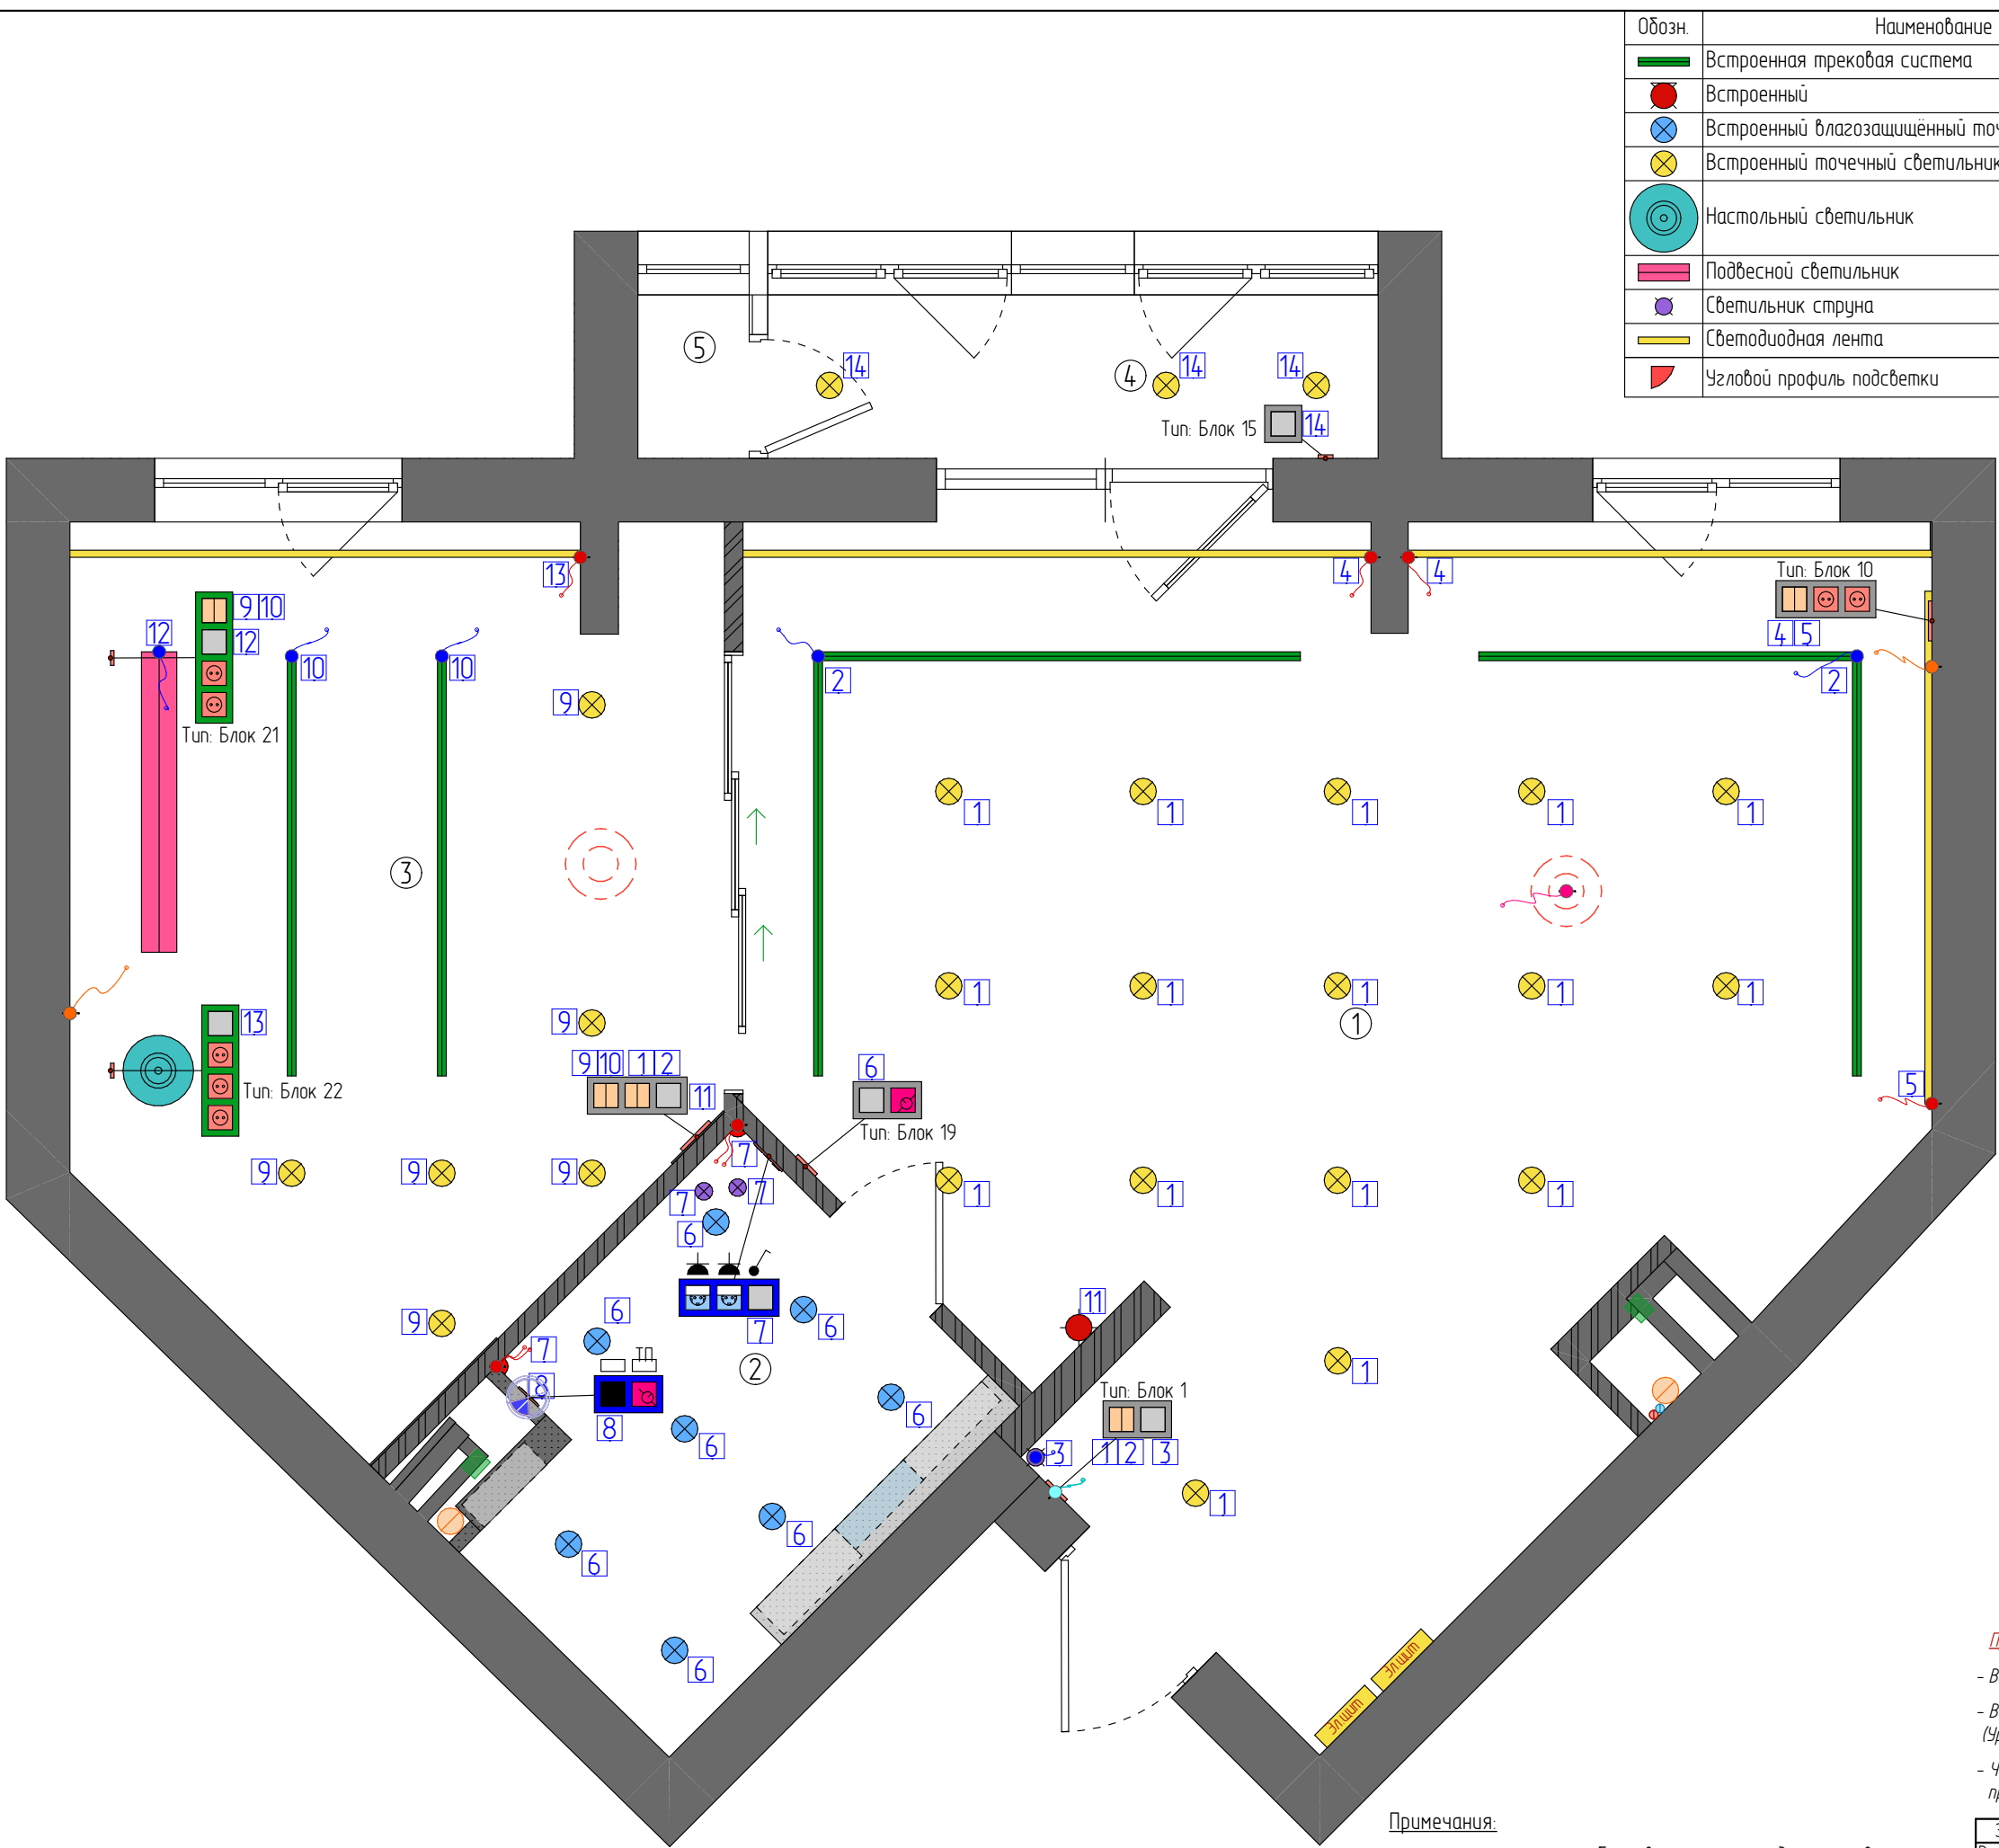 Обозн. Наименование
Встроенная трековая система
Встроенный
Встроенный влагозащищённый
Встроенный точечный светильник
Настольный светильник
Подвесной светильник
Светильник струна
Светодиодная лента
Угловой профиль подсветки
5
14
4
14
14
Тип: Блок 15
14
13
4
4
Тип: Блок 10
4 5
9 10
12
12
10
10
Тип: Блок 21
2
2
9
1 1 1 1 1
3
1 1 1 1 1
1
9
13
Тип: Блок 22
9 10 1 2
11
6
Тип: Блок 19
5
7
9 9 9
7 7
6
1 1 1 1
9
6
7
6
11
7
2
8
8
1
6
6
Тип: Блок 1
1 2 3
3
6
6
1
6
ТП
Эл.щит
Эл.щит
- В
- В
Примечания: